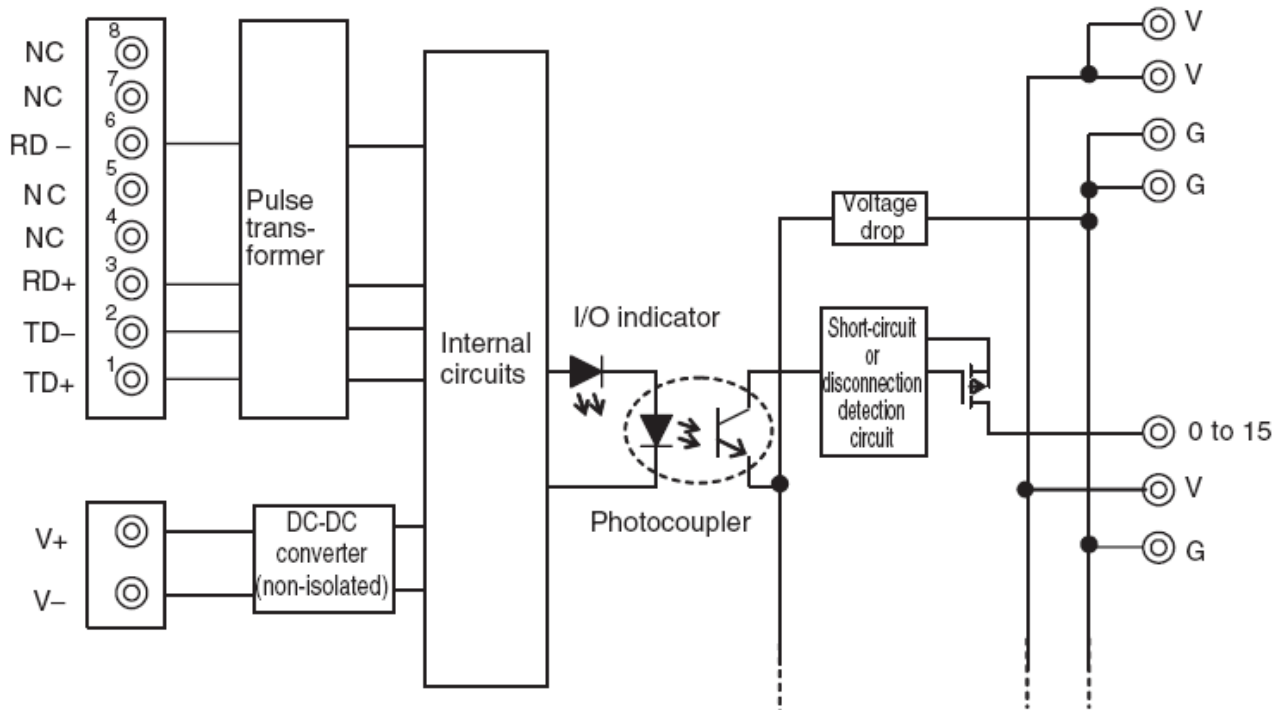 8
NC
7
NC
6
RD –
5
NC
4
NC
3
RD+
2
TD–
1
TD+
V+
V–
Pulse
trans-
former
DC-DC
converter
(non-isolated)
Internal
circuits
I/O indicator
Photocoupler
Voltage
drop
Short-circuit
or
disconnection
detection
circuit
V
V
G
G
0 to 15
V
G